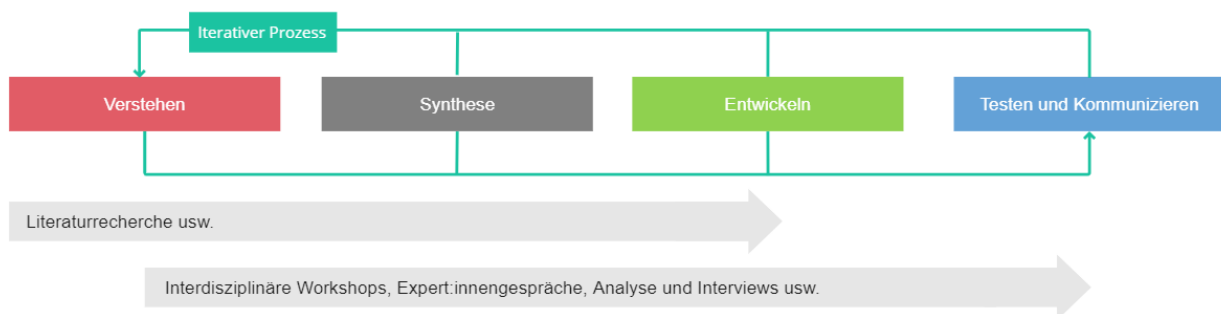 Iterativer Prozess
Verstehen
Synthese
Entwickeln
Testen und Kommunizieren
Literaturrecherche usw.
Interdisziplinäre Workshops, Expert:innengespräche, Analyse und Interviews usw.